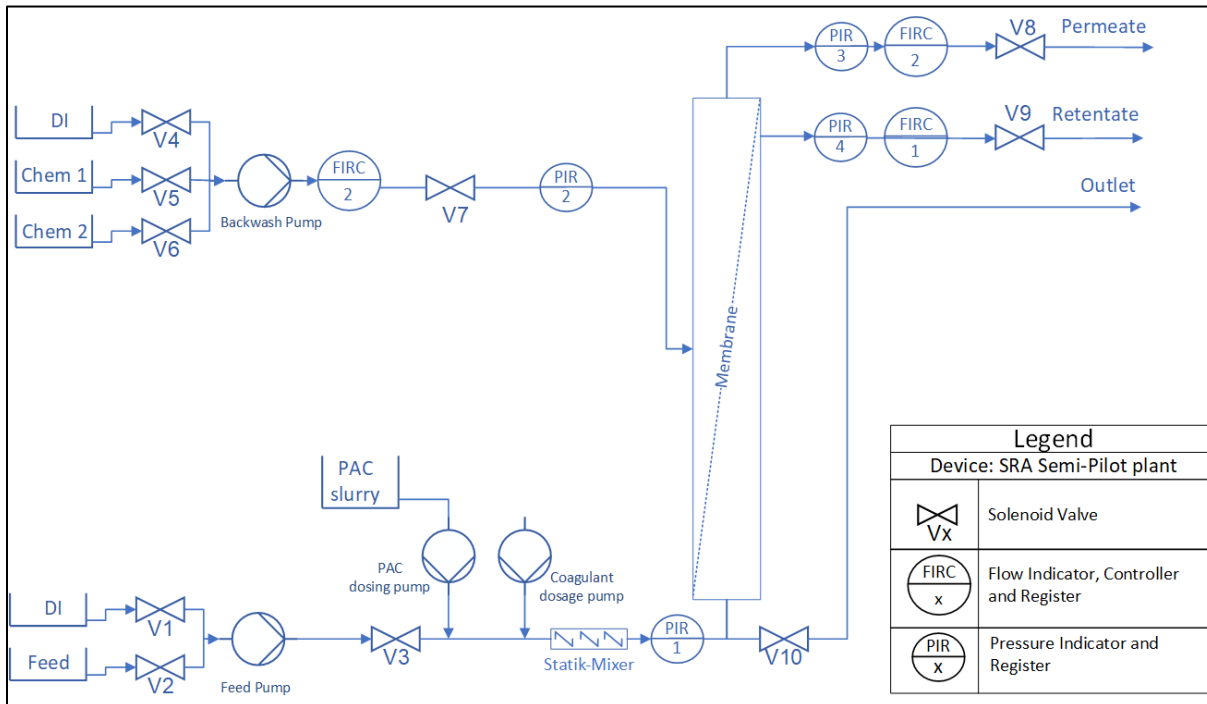 PIR
3
FIRC
2
V8
Permeate
DI
V4
PIR
4
FIRC
1
V9
Retentate
Chem 1
V5
Backwash Pump
FIRC
2
V7
PIR
2
Outlet
Chem 2
V6
Membrane
PAC
slurry
PAC
dosing pump
Coagulant
dosage pump
DI
V1
Feed
V2
Feed Pump
V3
Statik-Mixer
PIR
1
V10
Legend
Device: SRA Semi-Pilot plant
Vx
Solenoid Valve
FIRC
x
Flow Indicator, Controller
and Register
PIR
x
Pressure Indicator and
Register